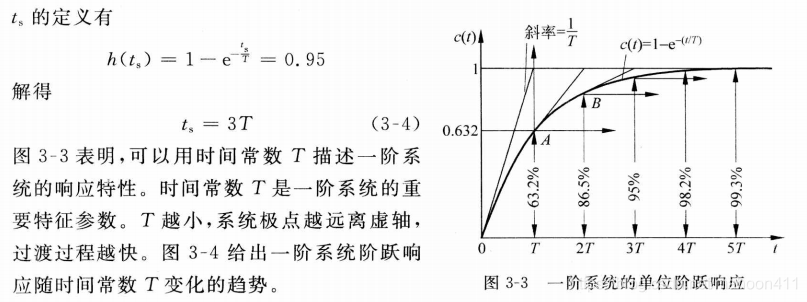 t_s 的定义有
h(t_s) = 1 − e^{−t_s/T} = 0.95
解得
t_s = 3T (3-4)
图 3-3 表明,可以用时间常数 T 描述一阶系
统的响应特性。时间常数 T 是一阶系统的重
要特征参数。T 越小,系统极点越远离虚轴,
过渡过程越快。图 3-4 给出一阶系统阶跃响
应随时间常数 T 变化的趋势。
c(t)
斜率=1/T
c(t)=1−e^{−(t/T)}
1
B
0.632
A
63.2%
86.5%
95%
98.2%
99.3%
0 T 2T 3T 4T 5T t
图 3-3 一阶系统的单位阶跃响应